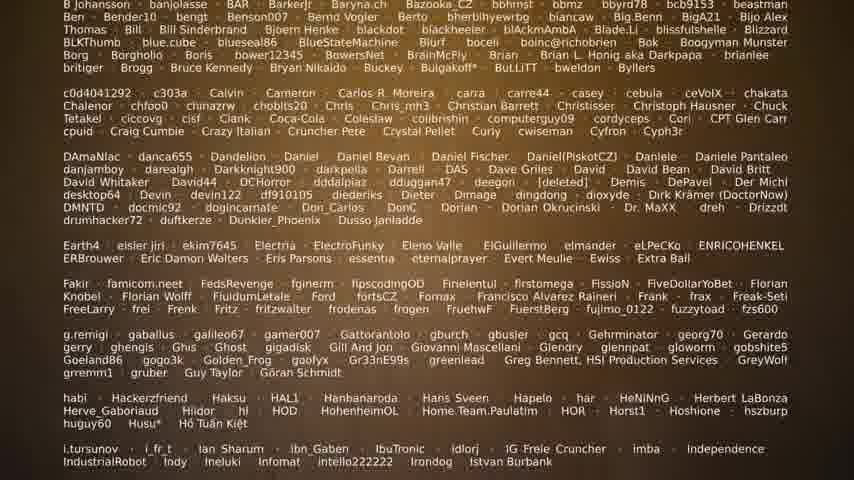 B Johansson · banjolasse · BAR · BarkerJr · Baryna.ch · Bazooka_CZ · bbhmst · bbmz · bbyrd78 · bcb9153 · beastman
Ben · Bender10 · bengt · Benson007 · Bernd Vogler · Berto · bherblhyewrbg · biancaw · Big.Benn · BigA21 · Bijo Alex
Thomas · Bill · Bill Sinderbrand · Bjoern Henke · blackdot · blackheeler · blAckmAmbA · Blade.Li · blissfulshelle · Blizzard
BLKThumb · blue.cube · blueseal86 · BlueStateMachine · Blurf · boceli · boinc@richobrien · Bok · Boogyman Munster
Borg · Borgholio · Boris · bower12345 · BowersNet · BrainMcFly · Brian · Brian L. Honig aka Darkpapa · brianlee
britiger · Brogg · Bruce Kennedy · Bryan Nikaido · Buckey · Bulgakoff* · BuLLiTT · bweldon · Byllers
c0d4041292 · c303a · Calvin · Cameron · Carlos R. Moreira · carra · carre44 · casey · cebula · ceVoIX · chakata
Chalenor · chfoo0 · chinazrw · chobits20 · Chris · Chris_mh3 · Christian Barrett · Christisser · Christoph Hausner · Chuck
Tetakel · ciccovg · cisf · Clank · Coca-Cola · Coleslaw · colibrishin · computerguy09 · cordyceps · Cori · CPT Glen Carr
cpuid · Craig Cumbie · Crazy Italian · Cruncher Pete · Crystal Pellet · Curly · cwiseman · Cyfron · Cyph3r
DAmaNIac · danca655 · Dandelion · Daniel · Daniel Bevan · Daniel Fischer · Daniel(PiskotCZ) · Daniele · Daniele Pantaleo
danjamboy · darealgh · Darkknight900 · darkpella · Darrell · DAS · Dave Griles · David · David Bean · David Britt
David Whitaker · David44 · DCHorror · dddalpiaz · dduggan47 · deegon · [deleted] · Demis · DePavel · Der Michl
desktop64 · Devin · devin122 · df910105 · diederiks · Dieter · Dimage · dingdong · dioxyde · Dirk Krämer (DoctorNow)
DMNTD · docmic92 · dogincarnate · Don_Carlos · DonC · Dorian · Dorian Okrucinski · Dr. MaXX · dreh · Drizzdt
drumhacker72 · duftkerze · Dunkler_Phoenix · Dusso Janladde
Earth4 · eisler jiri · ekim7645 · Electria · ElectroFunky · Eleno Valle · ElGuillermo · elmander · eLPeCKo · ENRICOHENKEL
ERBrouwer · Eric Damon Walters · Eris Parsons · essentia · eternalprayer · Evert Meulie · Ewiss · Extra Ball
Fakir · famicom.neet · FedsRevenge · fginerm · fipscodingOD · Finielentul · firstomega · FissioN · FiveDollarYoBet · Florian
Knobel · Florian Wolff · FluidumLetale · Ford · fortsCZ · Fornax · Francisco Alvarez Raineri · Frank · frax · Freak-Seti
FreeLarry · frei · Frenk · Fritz · fritzwalter · frodenas · frogen · FruehwF · FuerstBerg · fujimo_0122 · fuzzytoad · fzs600
g.remigi · gaballus · galileo67 · gamer007 · Gattorantolo · gburch · gbusler · gcq · Gehrminator · georg70 · Gerardo
gerry · ghengis · Ghis · Ghost · gigadisk · Gill And Jon · Giovanni Mascellani · Glendry · glennpat · gloworm · gobshite5
Goeland86 · gogo3k · Golden_Frog · goofyx · Gr33nE99s · greenlead · Greg Bennett, HSI Production Services · GreyWolf
grremm1 · gruber · Guy Taylor · Göran Schmidt
habi · Hackerzfriend · Haksu · HAL1 · Hanbanaroda · Hans Sveen · Hapelo · har · HeNiNnG · Herbert LaBonza
Herve_Gaboriaud · Hiidor · hl · HOD · HohenheimOL · Home.Team.Paulatim · HOR · Horst1 · Hoshione · hszburp
huguy60 · Husu* · Hồ Tuấn Kiệt
i.tursunov · i_fr_t · Ian Sharum · ibn_Gaben · IbuTronic · idlorj · IG Freie Cruncher · imba · Independence
IndustrialRobot · Indy · Ineluki · Infomat · intello222222 · Irondog · Istvan Burbank